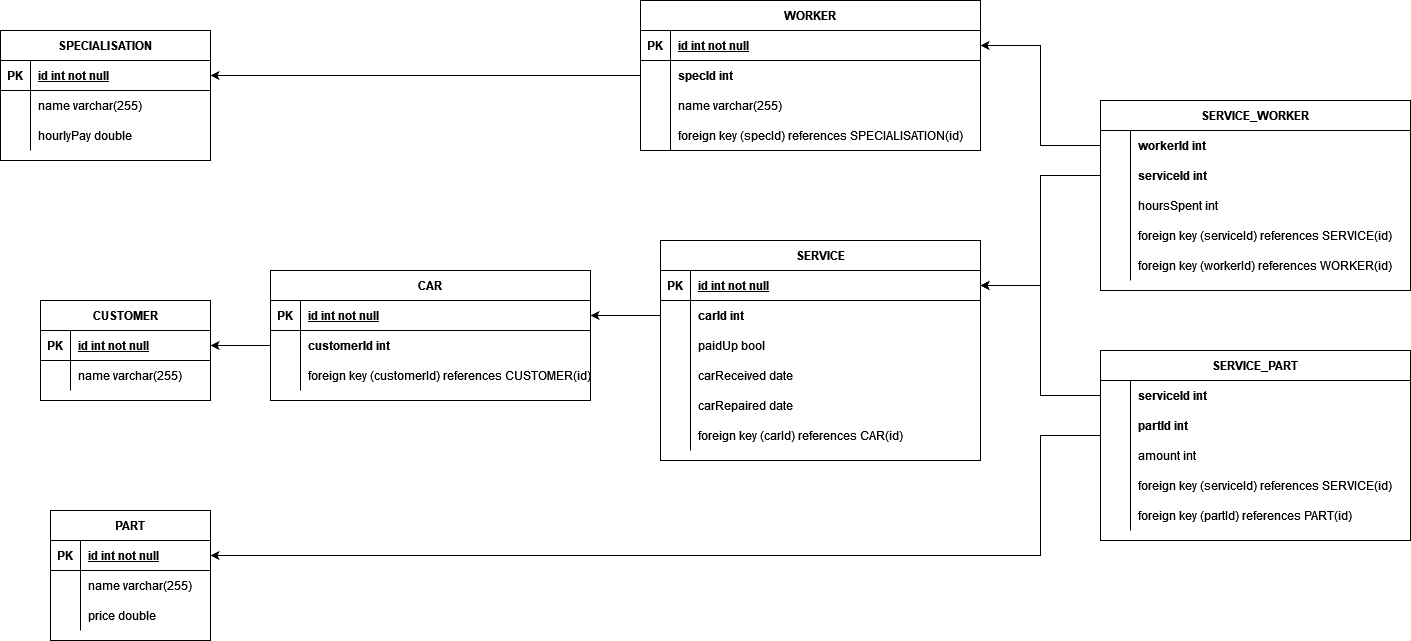 SPECIALISATION
PK id int not null
name varchar(255)
hourlyPay double
WORKER
PK id int not null
specId int
name varchar(255)
foreign key (specId) references SPECIALISATION(id)
SERVICE_WORKER
workerId int
serviceId int
hoursSpent int
foreign key (serviceId) references SERVICE(id)
foreign key (workerId) references WORKER(id)
CUSTOMER
PK id int not null
name varchar(255)
CAR
PK id int not null
customerId int
foreign key (customerId) references CUSTOMER(id)
SERVICE
PK id int not null
carId int
paidUp bool
carReceived date
carRepaired date
foreign key (carId) references CAR(id)
SERVICE_PART
serviceId int
partId int
amount int
foreign key (serviceId) references SERVICE(id)
foreign key (partId) references PART(id)
PART
PK id int not null
name varchar(255)
price double